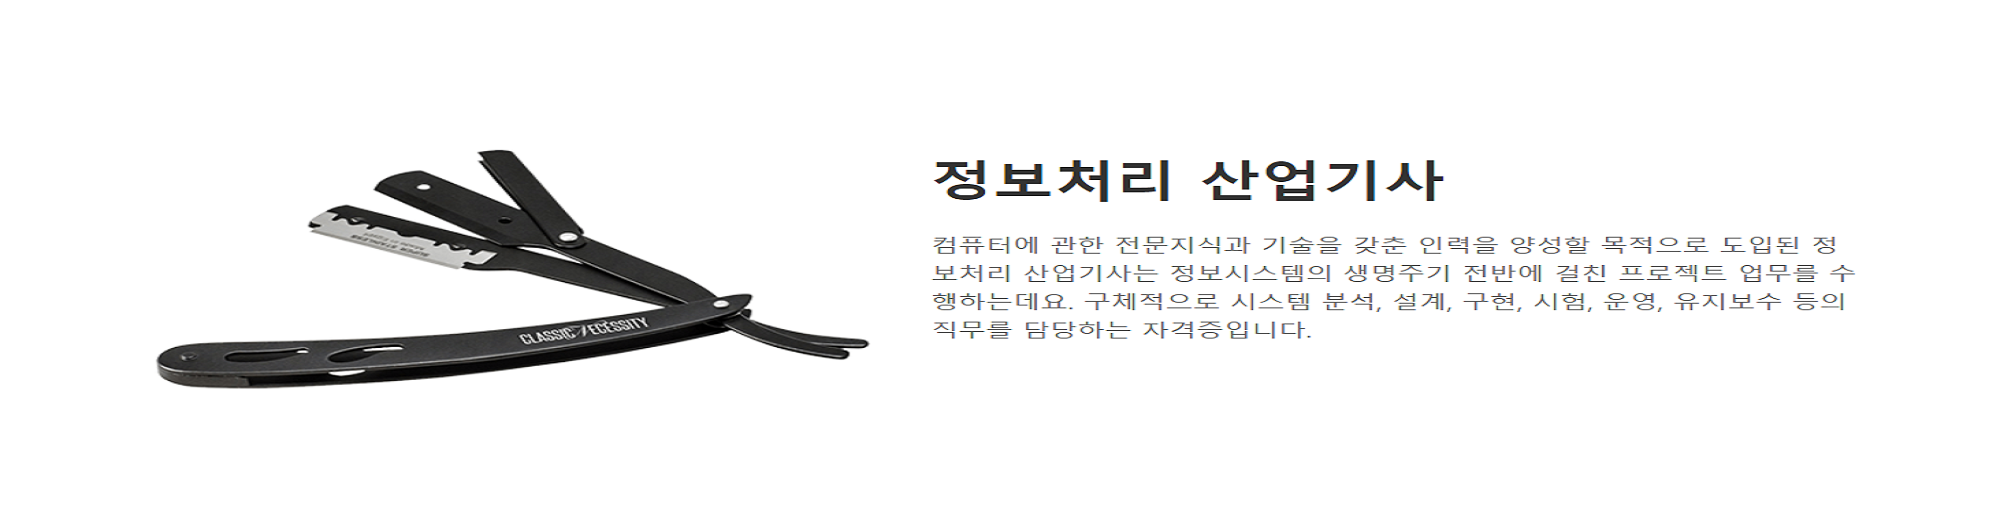 SUPER STAINLESS
CLASSIC NECESSITY
정보처리 산업기사
컴퓨터에 관한 전문지식과 기술을 갖춘 인력을 양성할 목적으로 도입된 정
보처리 산업기사는 정보시스템의 생명주기 전반에 걸친 프로젝트 업무를 수
행하는데요. 구체적으로 시스템 분석, 설계, 구현, 시험, 운영, 유지보수 등의
직무를 담당하는 자격증입니다.